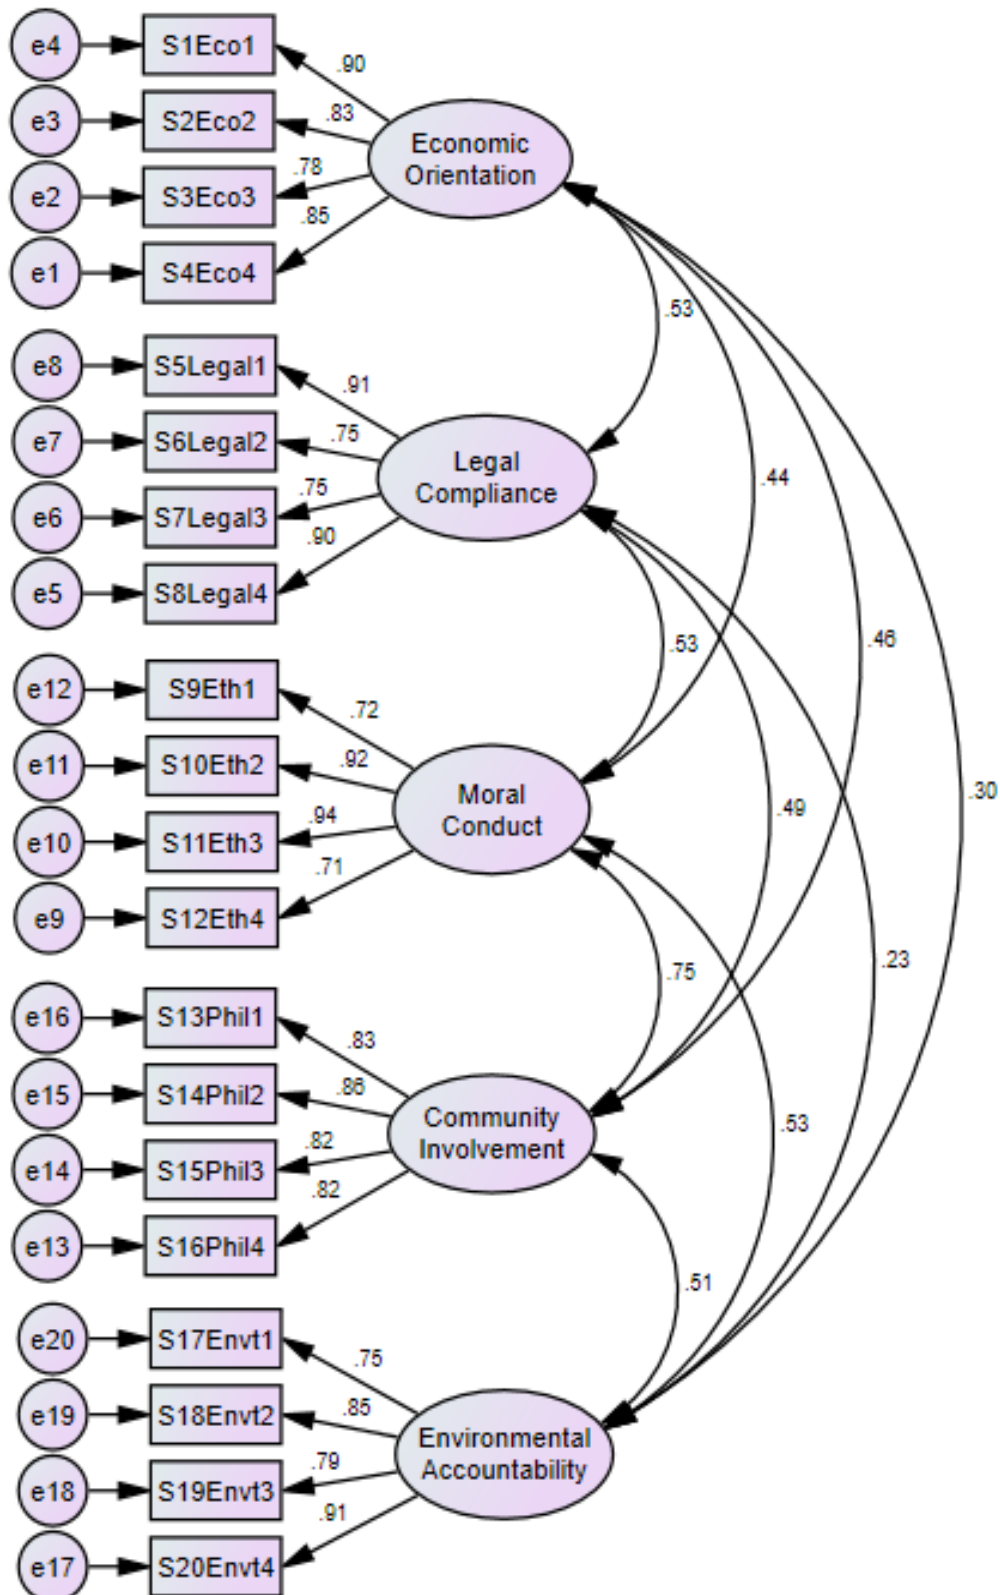 e4
S1Eco1
.90
e3
S2Eco2
.83
Economic
Orientation
e2
S3Eco3
.78
e1
S4Eco4
.85
.53
e8
S5Legal1
.91
e7
S6Legal2
.75
Legal
Compliance
.44
e6
S7Legal3
.75
e5
S8Legal4
.90
.53
.46
e12
S9Eth1
.72
e11
S10Eth2
.92
Moral
Conduct
.49
.30
e10
S11Eth3
.94
e9
S12Eth4
.71
.75
.23
e16
S13Phil1
.83
e15
S14Phil2
.86
Community
Involvement
.53
e14
S15Phil3
.82
e13
S16Phil4
.82
.51
e20
S17Envt1
.75
e19
S18Envt2
.85
Environmental
Accountability
e18
S19Envt3
.79
e17
S20Envt4
.91